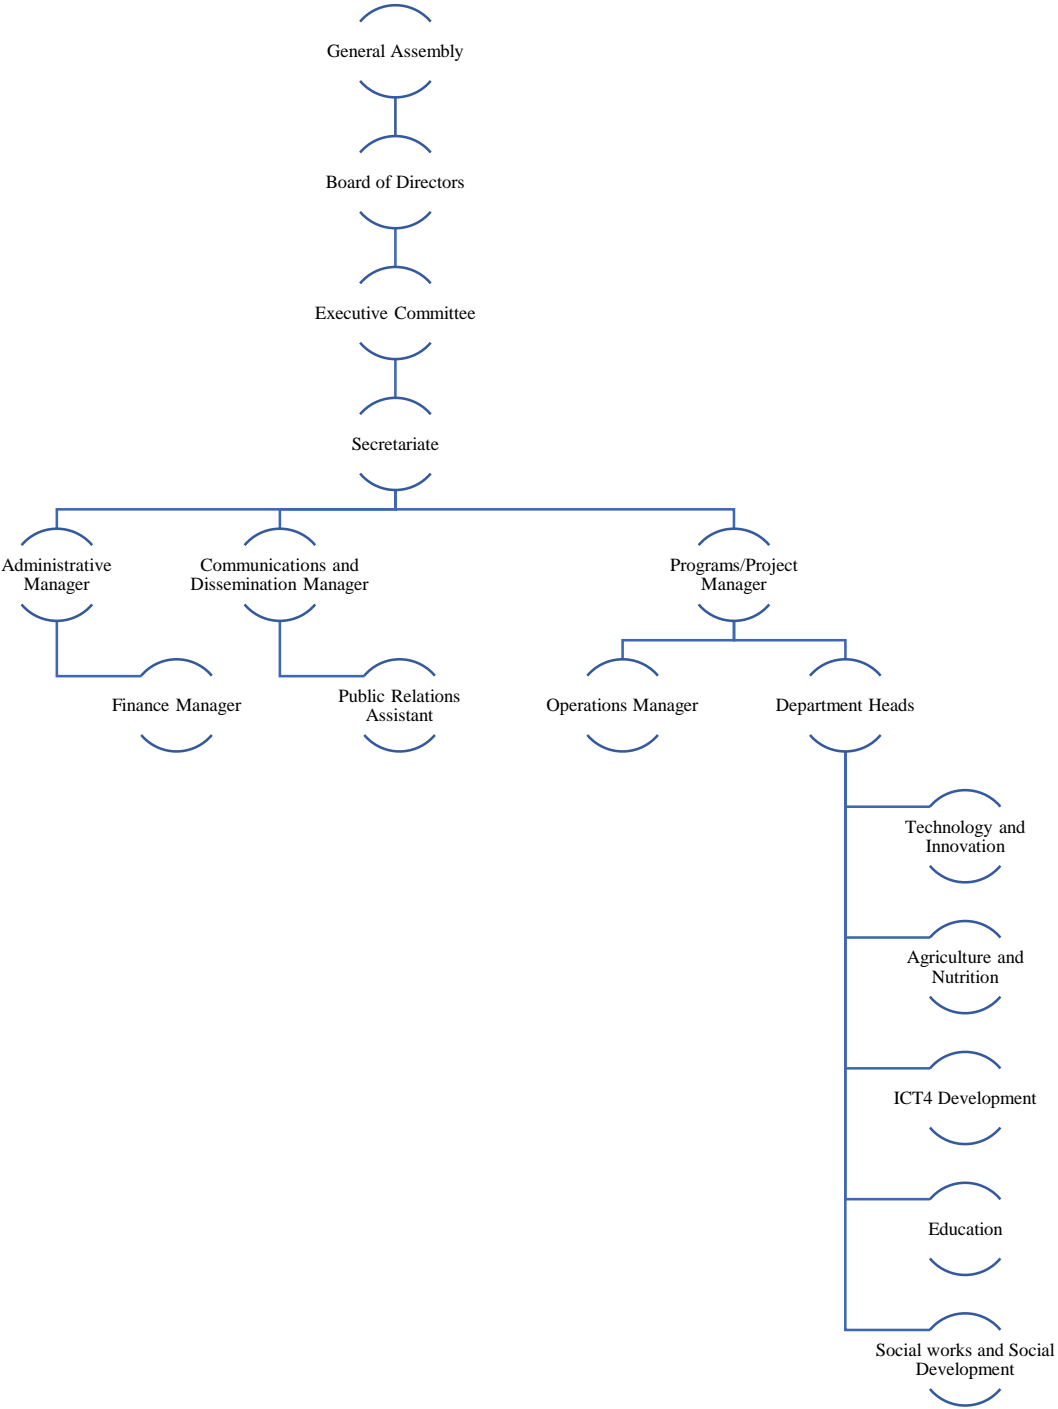 General Assembly
Board of Directors
Executive Committee
Secretariate
Administrative
Manager
Communications and
Dissemination Manager
Programs/Project
Manager
Finance Manager
Public Relations
Assistant
Operations Manager
Department Heads
Technology and
Innovation
Agriculture and
Nutrition
ICT4 Development
Education
Social works and Social
Development